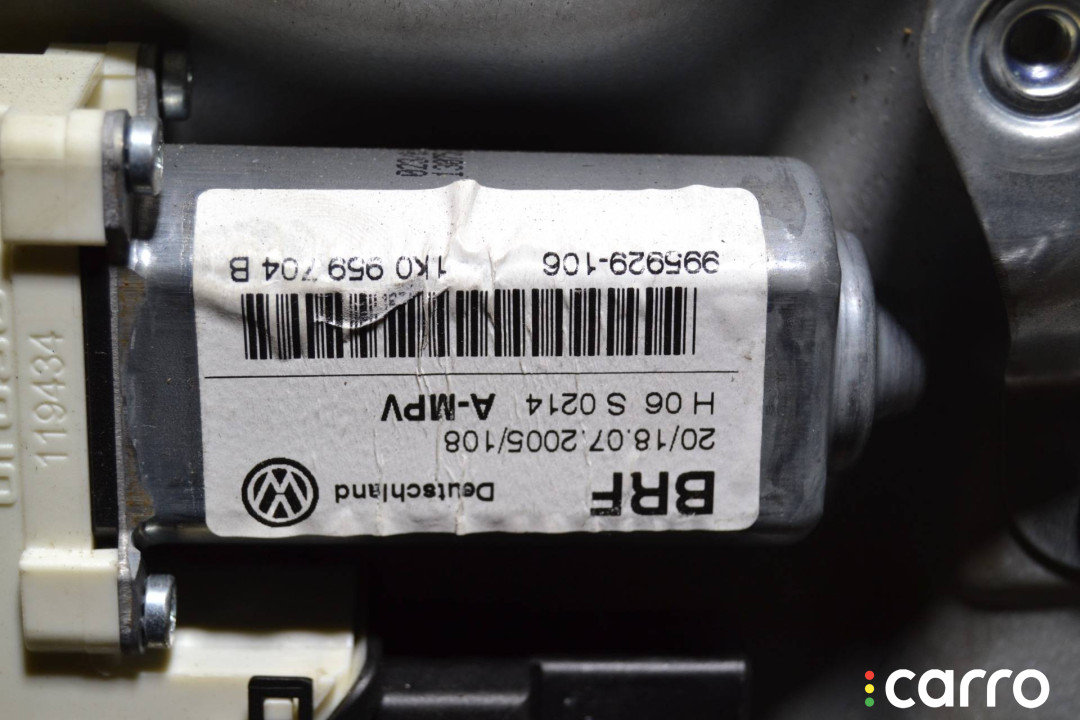 BRF Deutschland
20/18.07.2005/108
H 06 S 0214 A-MPV
995929-106 1K0 959 704 B
119434
carro